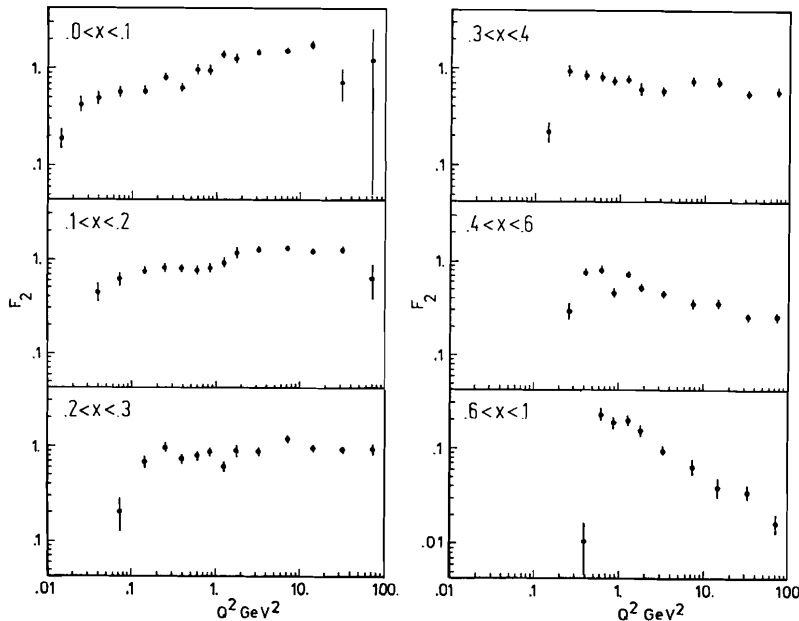 .0<x<.1
1.
.1
.1<x<.2
1.
.1
F2
.2<x<.3
1.
.1
.01 .1 1. 10. 100
Q² GeV²
.3<x<.4
1.
.1
.4<x<.6
1.
.1
F2
.6<x<.1
0.1
.01
.01 .1 1. 10. 100
Q² GeV²